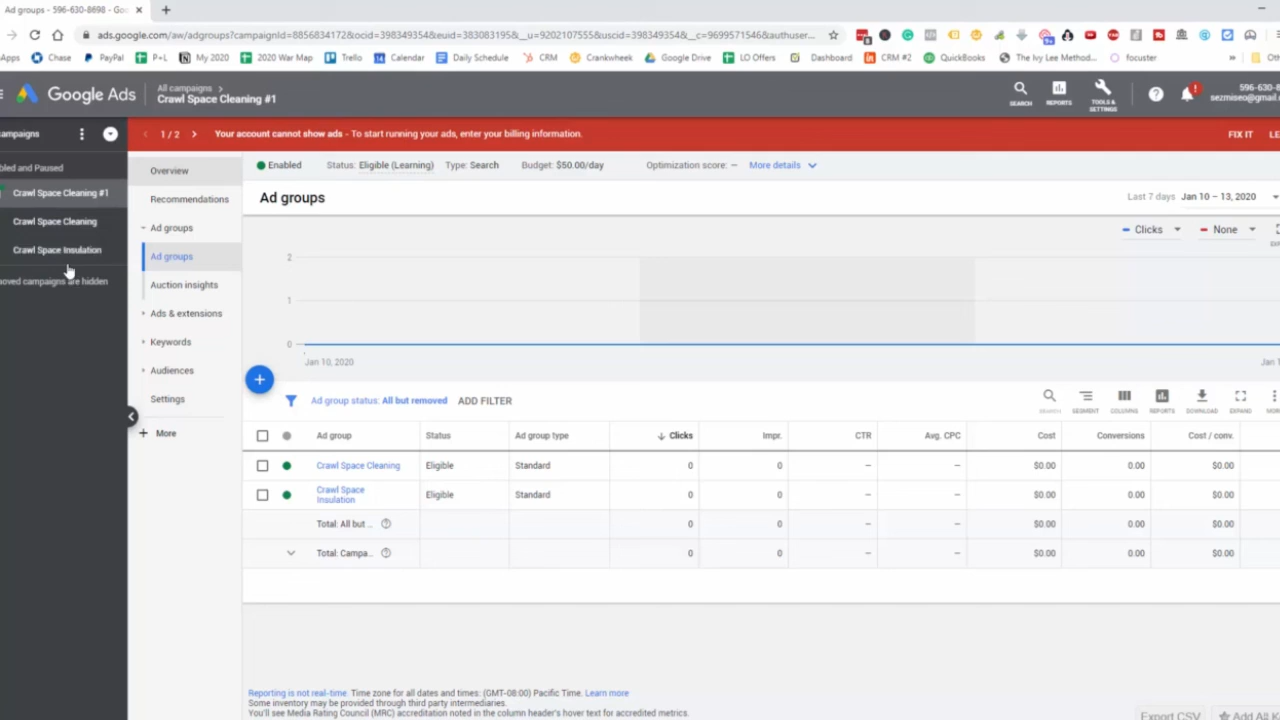 Ad groups - 596-630-8698 - Goo
ads.google.com/aw/adgroups?campaignId=8856834172&ocid=398349354&euid=383083195&__u=9202107555&uscid=398349354&__c=9699571546&authuser...
Apps Chase PayPal P+L My 2020 2020 War Map Trello Calendar Daily Schedule CRM Crankwheel Google Drive LO Offers Dashboard CRM #2 QuickBooks The Ivy Lee Method... focuster » Oth
Google Ads
All campaigns >
Crawl Space Cleaning #1
SEARCH REPORTS TOOLS & SETTINGS
596-630-8
sezmiseo@gmail.
ampaigns
1 / 2 Your account cannot show ads - To start running your ads, enter your billing information. FIX IT LE
bled and Paused
Crawl Space Cleaning #1
Crawl Space Cleaning
Crawl Space Insulation
noved campaigns are hidden
Overview
Recommendations
Ad groups
Ad groups
Auction insights
Ads & extensions
Keywords
Audiences
Settings
More
Enabled Status: Eligible (Learning) Type: Search Budget: $50.00/day Optimization score: – More details
Ad groups
Last 7 days Jan 10 – 13, 2020
Clicks None
2
1
0
Jan 10, 2020 Jan 1
Ad group status: All but removed ADD FILTER
SEARCH SEGMENT COLUMNS REPORTS DOWNLOAD EXPAND MOR
Ad group Status Ad group type Clicks Impr. CTR Avg. CPC Cost Conversions Cost / conv.
Crawl Space Cleaning Eligible Standard 0 0 – – $0.00 0.00 $0.00
Crawl Space Insulation Eligible Standard 0 0 – – $0.00 0.00 $0.00
Total: All but ... 0 0 – – $0.00 0.00 $0.00
Total: Campa... 0 0 – – $0.00 0.00 $0.00
Reporting is not real-time. Time zone for all dates and times: (GMT-08:00) Pacific Time. Learn more
Some inventory may be provided through third party intermediaries.
You'll see Media Rating Council (MRC) accreditation noted in the column header's hover text for accredited metrics.
Export CSV Add All K